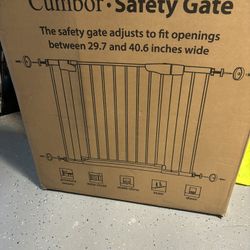 Cumbor · Safety Gate
The safety gate adjusts to fit openings
between 29.7 and 40.6 inches wide